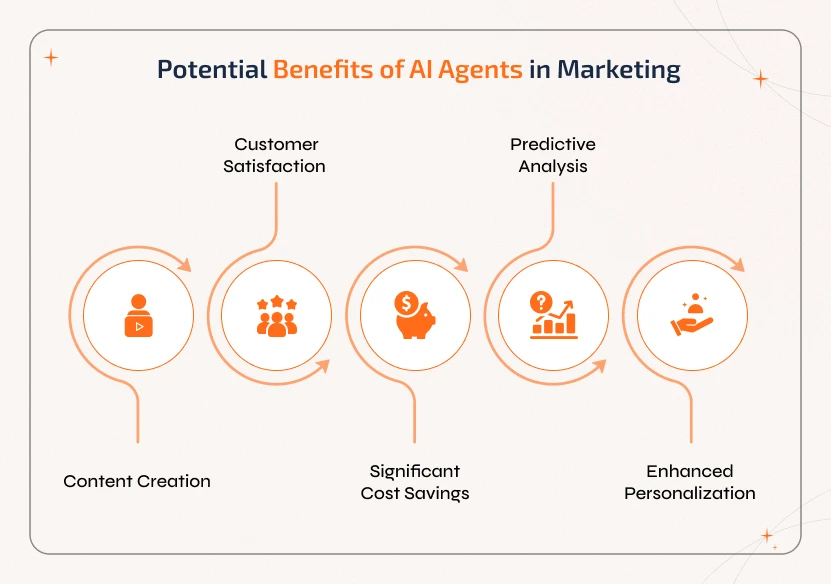 Potential Benefits of AI Agents in Marketing
Customer
Satisfaction
Predictive
Analysis
$
?
Content Creation
Significant
Cost Savings
Enhanced
Personalization